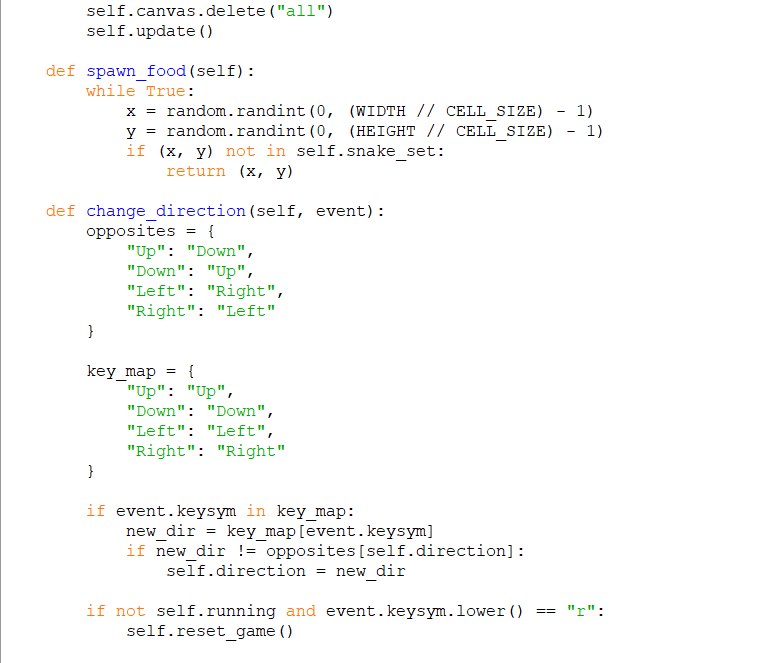 self.canvas.delete("all")
        self.update()

    def spawn_food(self):
        while True:
            x = random.randint(0, (WIDTH // CELL_SIZE) - 1)
            y = random.randint(0, (HEIGHT // CELL_SIZE) - 1)
            if (x, y) not in self.snake_set:
                return (x, y)

    def change_direction(self, event):
        opposites = {
            "Up": "Down",
            "Down": "Up",
            "Left": "Right",
            "Right": "Left"
        }

        key_map = {
            "Up": "Up",
            "Down": "Down",
            "Left": "Left",
            "Right": "Right"
        }

        if event.keysym in key_map:
            new_dir = key_map[event.keysym]
            if new_dir != opposites[self.direction]:
                self.direction = new_dir

        if not self.running and event.keysym.lower() == "r":
            self.reset_game()